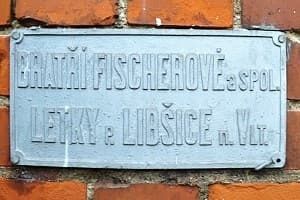 BRATŘÍ FISCHEROVÉ a SPOL.
LETKY P. LIBŠICE N. VLT.